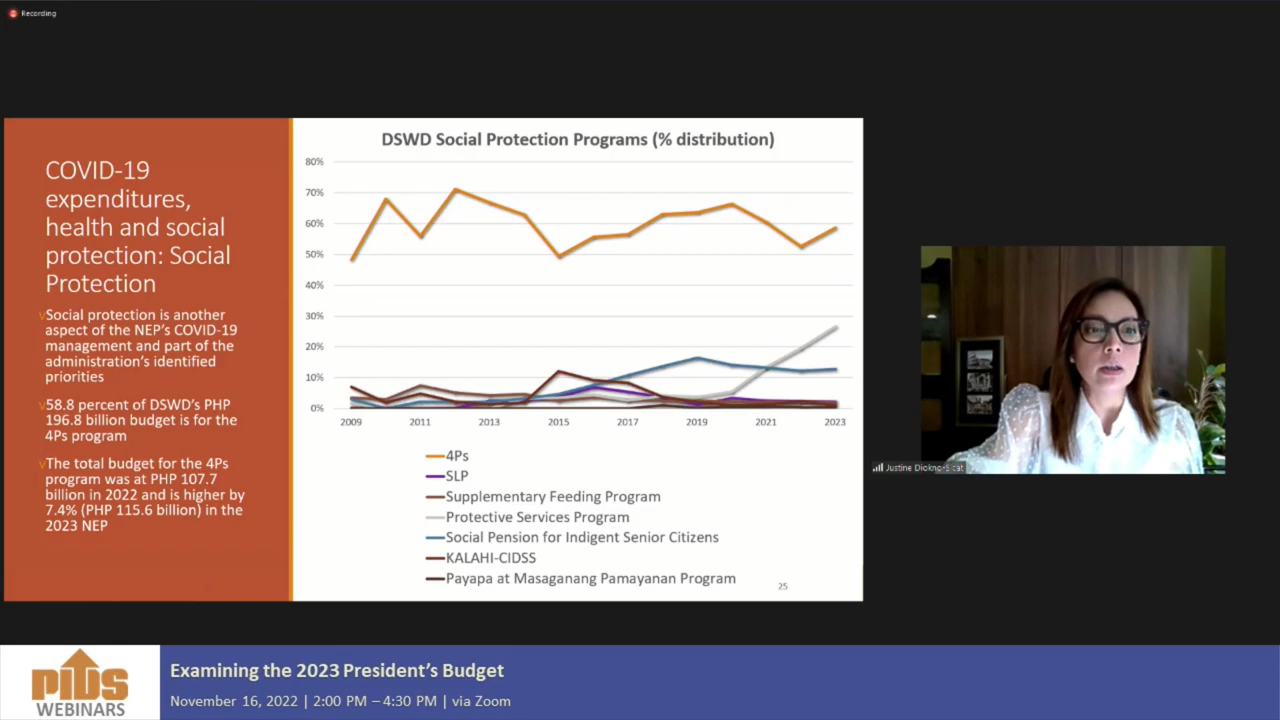 Recording
COVID-19
expenditures,
health and social
protection: Social
Protection
vSocial protection is another
aspect of the NEP's COVID-19
management and part of the
administration's identified
priorities
v58.8 percent of DSWD's PHP
196.8 billion budget is for the
4Ps program
vThe total budget for the 4Ps
program was at PHP 107.7
billion in 2022 and is higher by
7.4% (PHP 115.6 billion) in the
2023 NEP
DSWD Social Protection Programs (% distribution)
80%
70%
60%
50%
40%
30%
20%
10%
0%
2009 2011 2013 2015 2017 2019 2021 2023
4Ps
SLP
Supplementary Feeding Program
Protective Services Program
Social Pension for Indigent Senior Citizens
KALAHI-CIDSS
Payapa at Masaganang Pamayanan Program
25
Justine Diokno-Sicat
PIDS
WEBINARS
Examining the 2023 President's Budget
November 16, 2022 | 2:00 PM – 4:30 PM | via Zoom